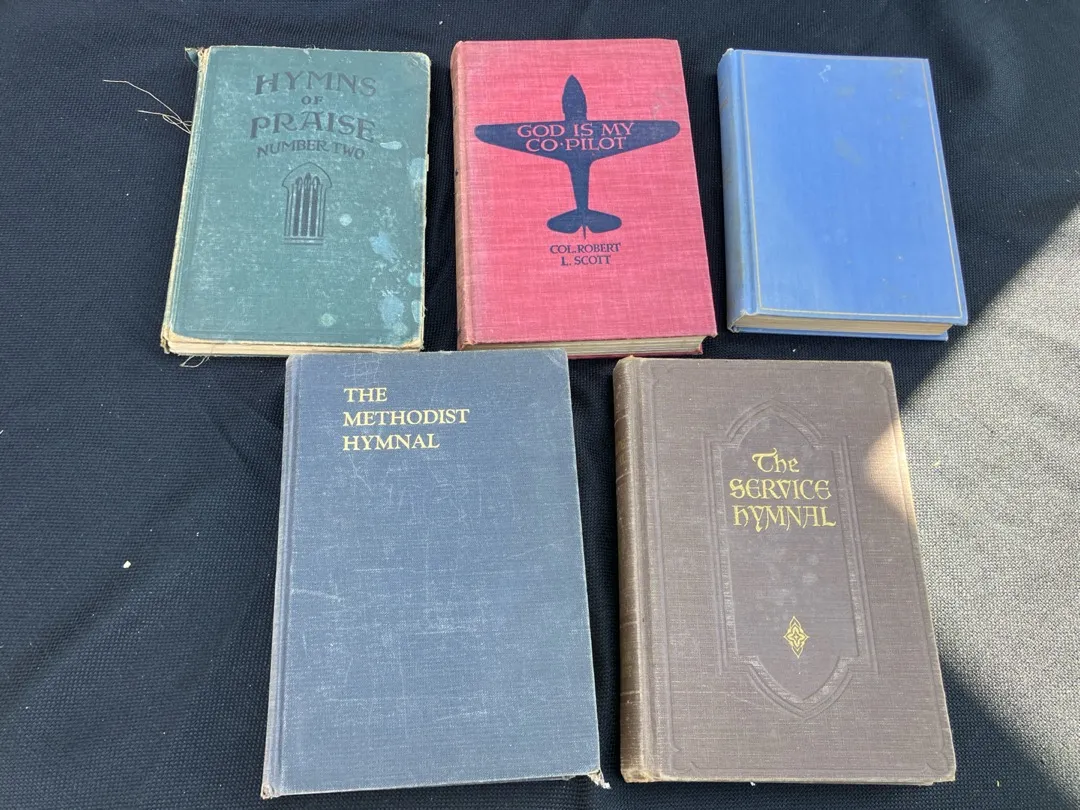 HYMNS
OF
PRAISE
NUMBER TWO
GOD IS MY
CO·PILOT
COL. ROBERT
L. SCOTT
THE
METHODIST
HYMNAL
The
SERVICE
HYMNAL